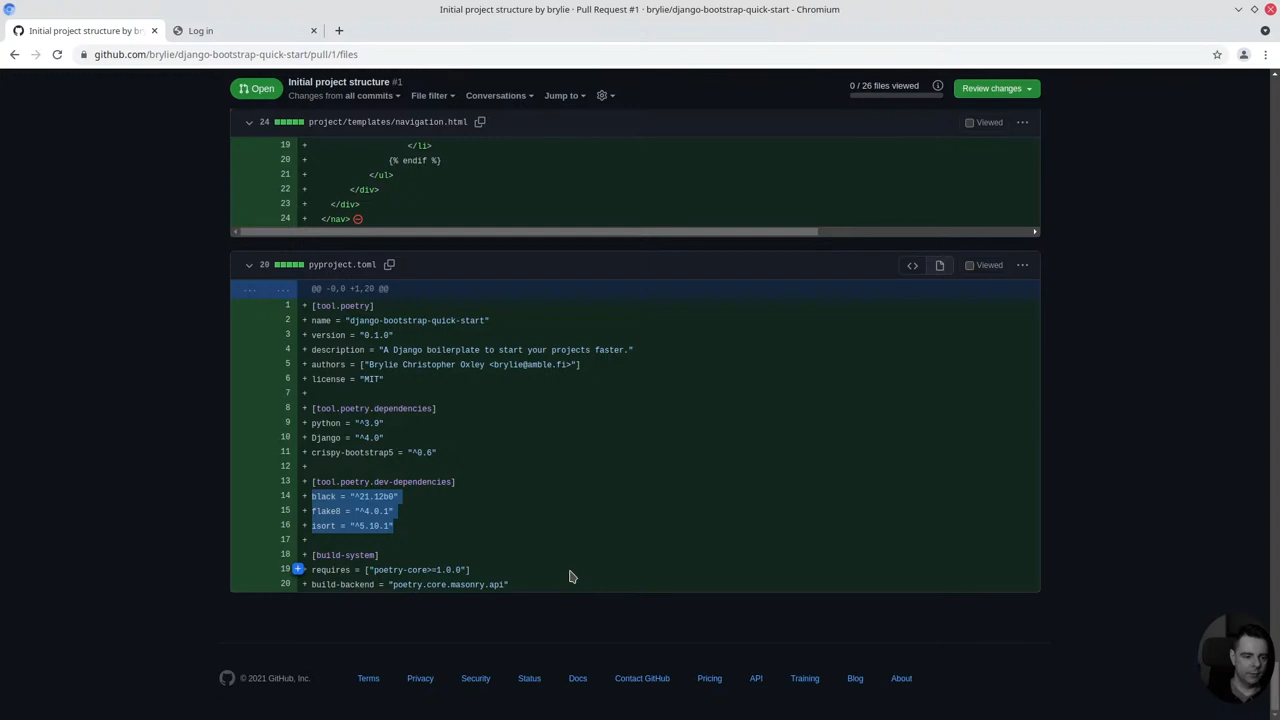 Initial project structure by brylie · Pull Request #1 · brylie/django-bootstrap-quick-start - Chromium
Initial project structure by br
Log in
github.com/brylie/django-bootstrap-quick-start/pull/1/files
Open
Initial project structure #1
Changes from all commits
File filter
Conversations
Jump to
0 / 26 files viewed
Review changes
24 project/templates/navigation.html
Viewed
19 + </li>
20 + {% endif %}
21 + </ul>
22 + </div>
23 + </div>
24 + </nav>
20 pyproject.toml
Viewed
... ... @@ -0,0 +1,20 @@
1 + [tool.poetry]
2 + name = "django-bootstrap-quick-start"
3 + version = "0.1.0"
4 + description = "A Django boilerplate to start your projects faster."
5 + authors = ["Brylie Christopher Oxley <brylie@amble.fi>"]
6 + license = "MIT"
7 +
8 + [tool.poetry.dependencies]
9 + python = "^3.9"
10 + Django = "^4.0"
11 + crispy-bootstrap5 = "^0.6"
12 +
13 + [tool.poetry.dev-dependencies]
14 + black = "^21.12b0"
15 + flake8 = "^4.0.1"
16 + isort = "^5.10.1"
17 +
18 + [build-system]
19 + requires = ["poetry-core>=1.0.0"]
20 + build-backend = "poetry.core.masonry.api"
© 2021 GitHub, Inc.
Terms
Privacy
Security
Status
Docs
Contact GitHub
Pricing
API
Training
Blog
About